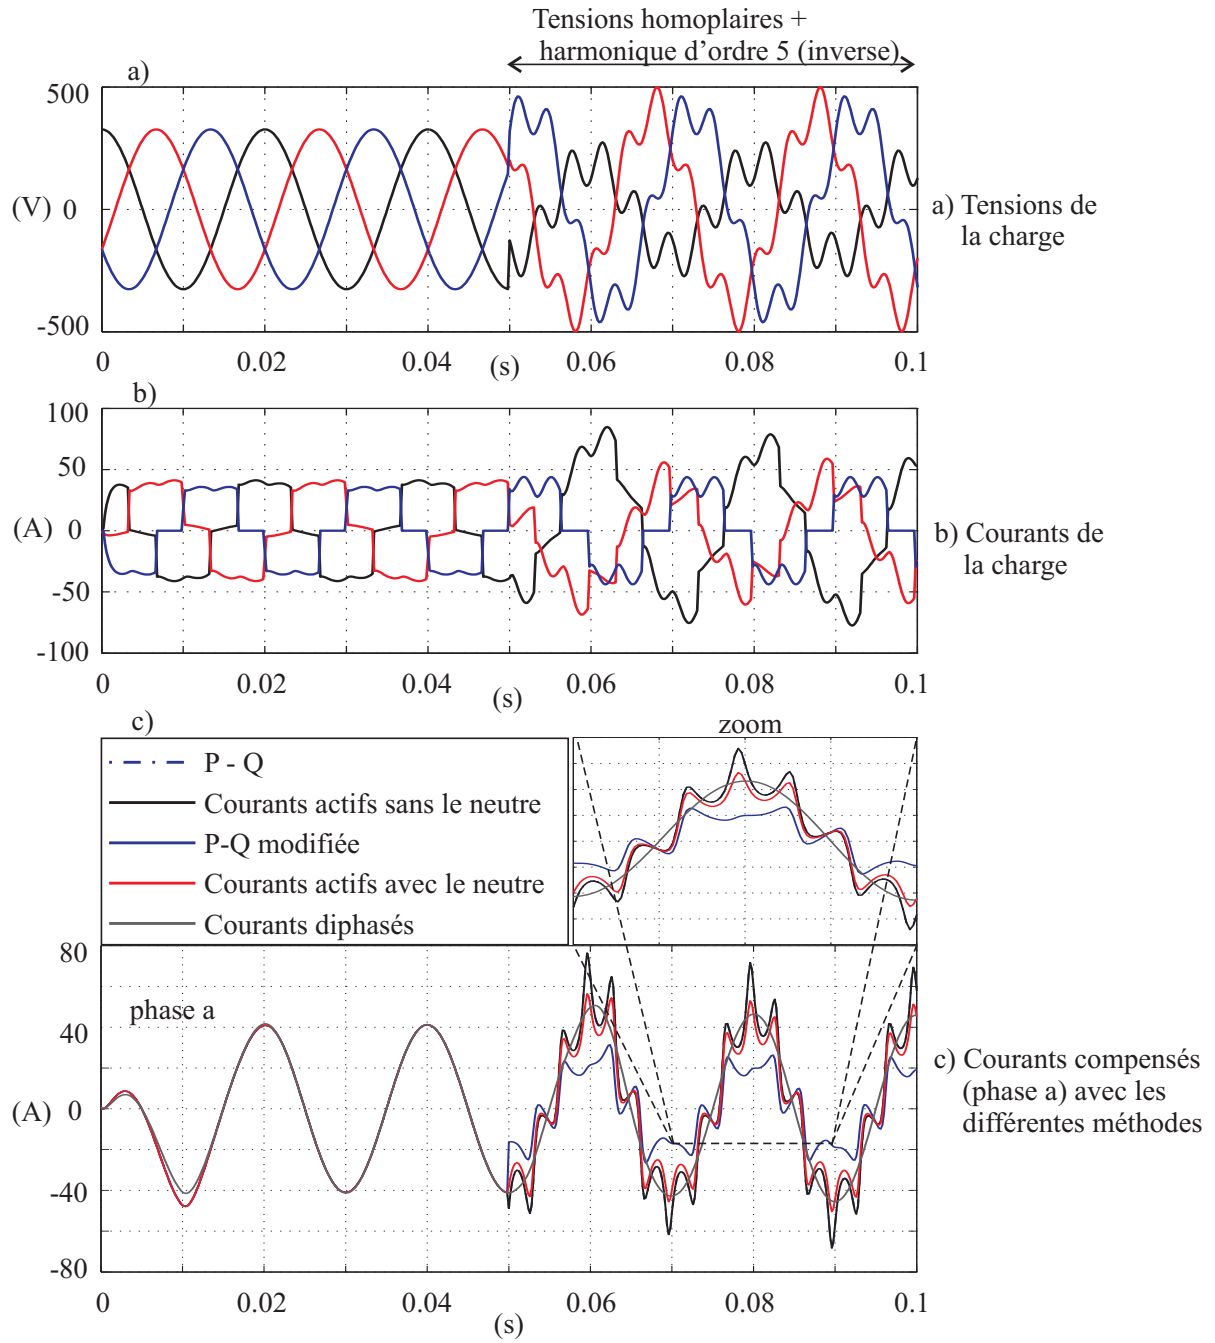 Tensions homoplaires +
harmonique d'ordre 5 (inverse)
a)
500
(V) 0
-500
0 0.02 0.04 0.06 0.08 0.1
(s)
a) Tensions de
la charge
b)
100
50
(A) 0
-50
-100
0 0.02 0.04 0.06 0.08 0.1
(s)
b) Courants de
la charge
c)
zoom
P - Q
Courants actifs sans le neutre
P-Q modifiée
Courants actifs avec le neutre
Courants diphasés
80
phase a
40
(A) 0
-40
-80
0 0.02 0.04 0.06 0.08 0.1
(s)
c) Courants compensés
(phase a) avec les
différentes méthodes